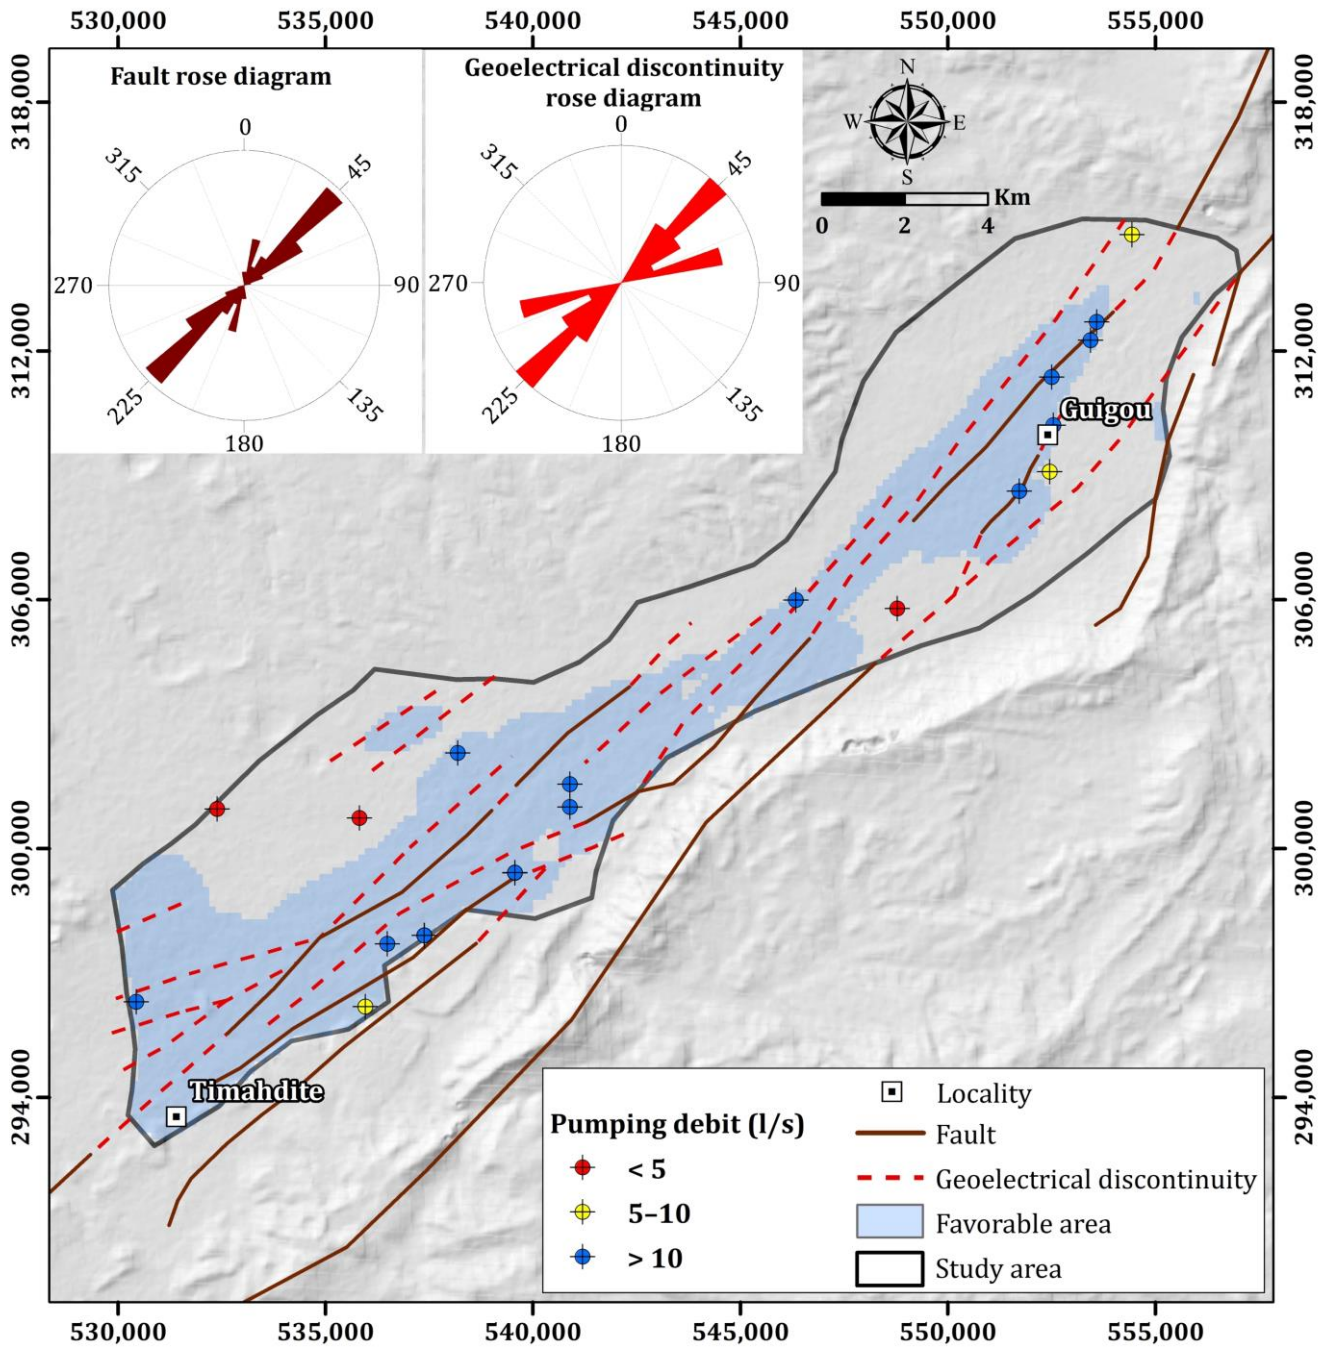 530,000 535,000 540,000 545,000 550,000 555,000
Fault rose diagram
0
45
90
135
180
225
270
315
Geoelectrical discontinuity
rose diagram
0
45
90
135
180
225
270
315
N
W E
S
Km
0 2 4
318,000 318,000
312,000 312,000
306,000 306,000
300,000 300,000
294,000 294,000
Guigou
Timahdite
Pumping debit (l/s)
< 5
5–10
> 10
Locality
Fault
Geoelectrical discontinuity
Favorable area
Study area
530,000 535,000 540,000 545,000 550,000 555,000